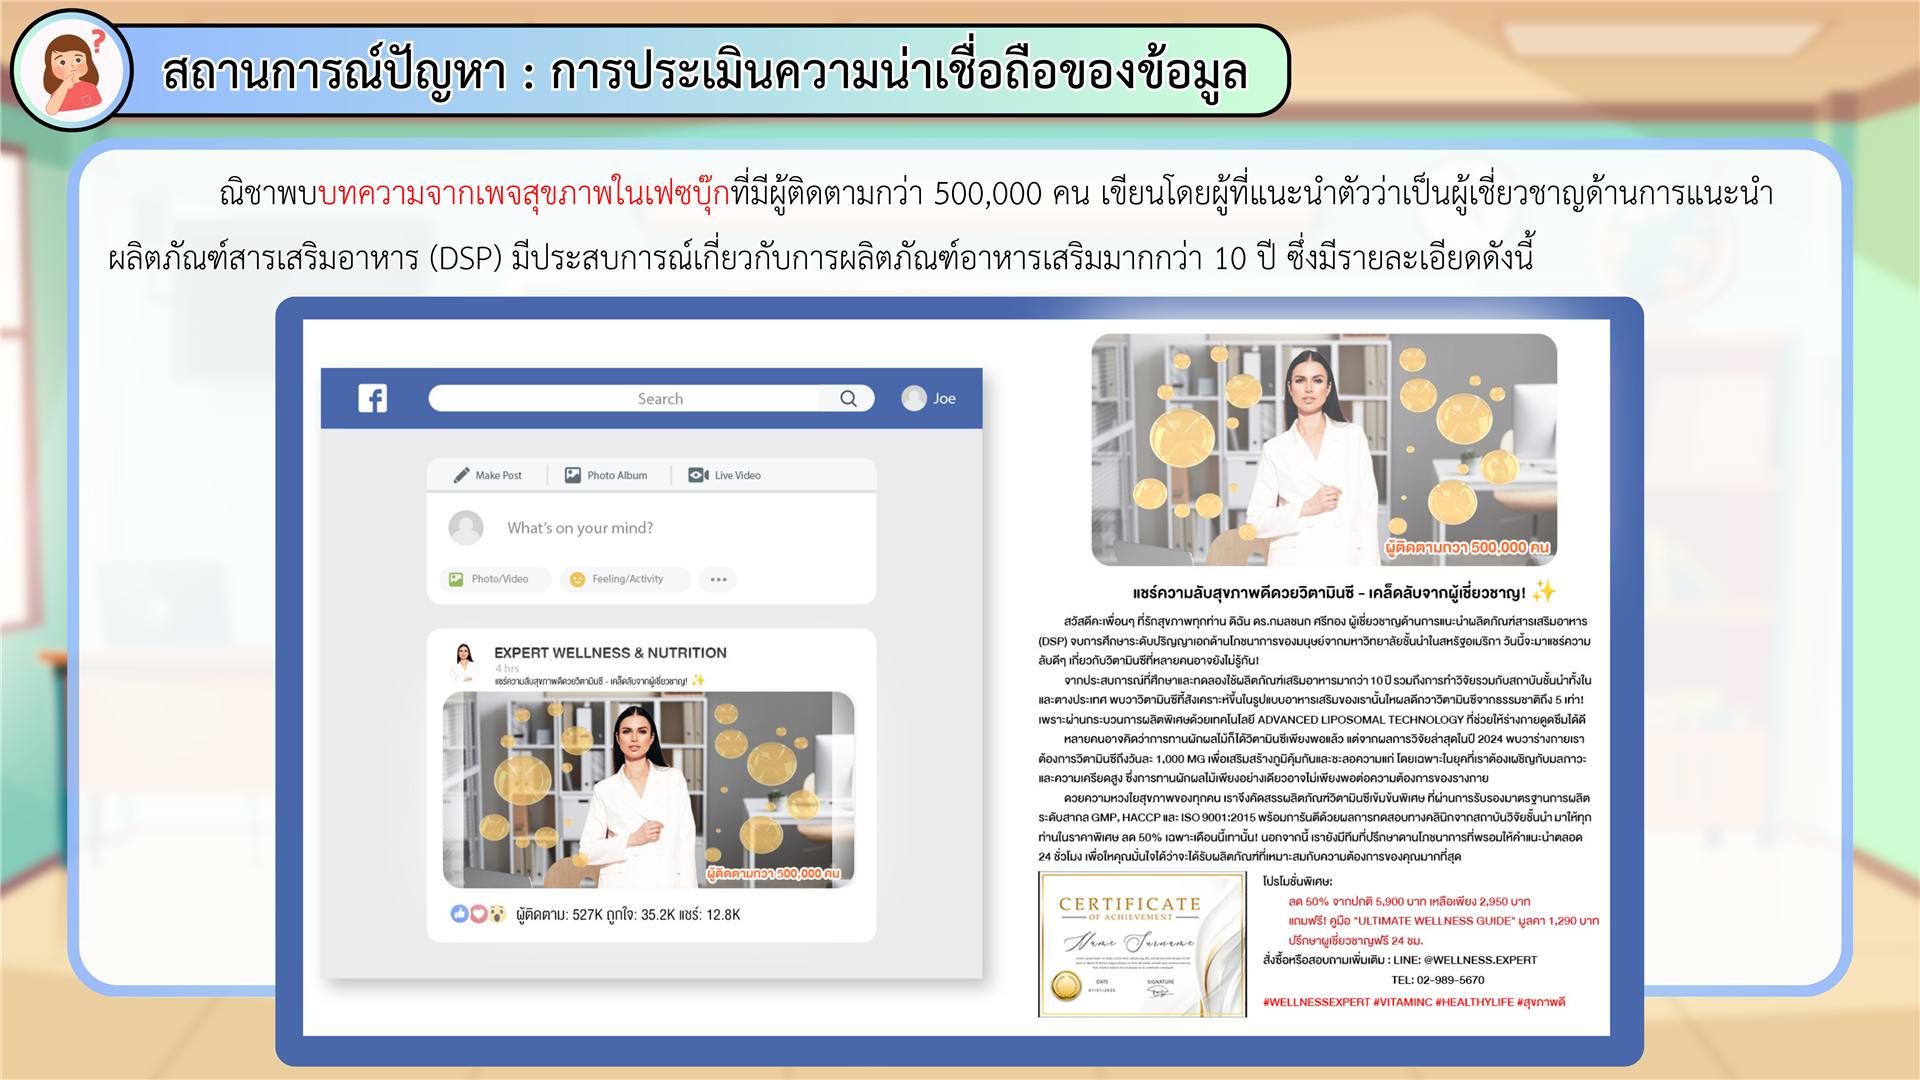 สถานการณ์ปัญหา : การประเมินความน่าเชื่อถือของข้อมูล
ณิชาพบบทความจากเพจสุขภาพในเฟซบุ๊กที่มีผู้ติดตามกว่า 500,000 คน เขียนโดยผู้ที่แนะนำตัวว่าเป็นผู้เชี่ยวชาญด้านการแนะนำ
ผลิตภัณฑ์สารเสริมอาหาร (DSP) มีประสบการณ์เกี่ยวกับการผลิตภัณฑ์อาหารเสริมมากกว่า 10 ปี ซึ่งมีรายละเอียดดังนี้
Search
Joe
Make Post
Photo Album
Live Video
What's on your mind?
Photo/Video
Feeling/Activity
EXPERT WELLNESS & NUTRITION
4 hrs
แชร์ความลับสุขภาพดีดวยวิตามินซี - เคล็ดลับจากผู้เชี่ยวชาญ!
ผู้ติดตามกวา 500,000 คน
ผู้ติดตาม: 527K ถูกใจ: 35.2K แชร์: 12.8K
ผู้ติดตามกวา 500,000 คน
แชร์ความลับสุขภาพดีดวยวิตามินซี - เคล็ดลับจากผู้เชี่ยวชาญ!
สวัสดีคะเพื่อนๆ ที่รักสุขภาพทุกท่าน ดิฉัน ดร.กมลชนก ศรีทอง ผู้เชี่ยวชาญด้านการแนะนำผลิตภัณฑ์สารเสริมอาหาร
(DSP) จบการศึกษาระดับปริญญาเอกด้านโภชนาการของมนุษย์จากมหาวิทยาลัยชั้นนำในสหรัฐอเมริกา วันนี้จะมาแชร์ความ
ลับดีๆ เกี่ยวกับวิตามินซีที่หลายคนอาจยังไม่รู้กัน!
จากประสบการณ์ที่ศึกษาและทดลองใช้ผลิตภัณฑ์เสริมอาหารมากวา 10 ปี รวมถึงการทำวิจัยรวมกับสถาบันชั้นนำทั้งใน
และตางประเทศ พบวาวิตามินซีที่สังเคราะห์ขึ้นในรูปแบบอาหารเสริมของเรานั้นใหผลดีกวาวิตามินซีจากธรรมชาติถึง 5 เท่า!
เพราะผ่านกระบวนการผลิตพิเศษด้วยเทคโนโลยี ADVANCED LIPOSOMAL TECHNOLOGY ที่ช่วยให้ร่างกายดูดซึมได้ดี
หลายคนอาจคิดว่าการทานผักผลไม้ก็ได้วิตามินซีเพียงพอแล้ว แต่จากผลการวิจัยล่าสุดในปี 2024 พบวาร่างกายเรา
ต้องการวิตามินซีถึงวันละ 1,000 MG เพื่อเสริมสร้างภูมิคุ้มกันและชะลอความแก่ โดยเฉพาะในยุคที่เราต้องเผชิญกับมลภาวะ
และความเครียดสูง ซึ่งการทานผักผลไม้เพียงอย่างเดียวอาจไม่เพียงพอต่อความต้องการของรางกาย
ดวยความหวงใยสุขภาพของทุกคน เราจึงคัดสรรผลิตภัณฑ์วิตามินซีเข้มข้นพิเศษ ที่ผ่านการรับรองมาตรฐานการผลิต
ระดับสากล GMP, HACCP และ ISO 9001:2015 พร้อมการันตีด้วยผลการทดสอบทางคลินิกจากสถาบันวิจัยชั้นนำ มาให้ทุก
ท่านในราคาพิเศษ ลด 50% เฉพาะเดือนนี้เทานั้น! นอกจากนี้ เรายังมีทีมที่ปรึกษาดานโภชนาการที่พรอมให้คำแนะนำตลอด
24 ชั่วโมง เพื่อใหคุณมั่นใจได้ว่าจะได้รับผลิตภัณฑ์ที่เหมาะสมกับความต้องการของคุณมากที่สุด
CERTIFICATE
OF ACHIEVEMENT
Name Surname
DATE
SIGNATURE
โปรโมชั่นพิเศษ:
ลด 50% จากปกติ 5,900 บาท เหลือเพียง 2,950 บาท
แถมฟรี! คูมือ "ULTIMATE WELLNESS GUIDE" มูลคา 1,290 บาท
ปรึกษาผูเชี่ยวชาญฟรี 24 ชม.
สั่งซื้อหรือสอบถามเพิ่มเติม : LINE: @WELLNESS.EXPERT
TEL: 02-989-5670
#WELLNESSEXPERT #VITAMINC #HEALTHYLIFE #สุขภาพดี